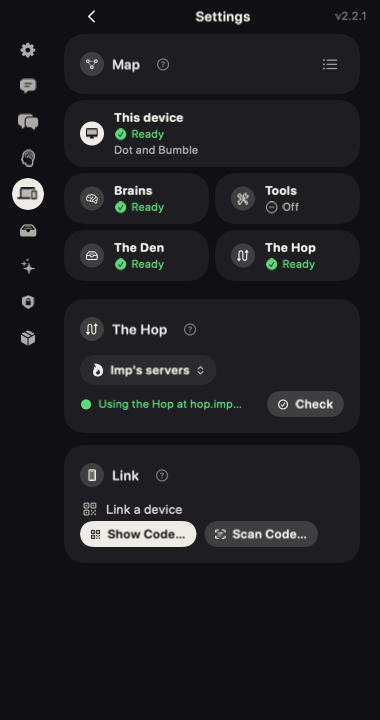 Settings
v2.2.1
Map
This device
Ready
Dot and Bumble
Brains
Ready
Tools
Off
The Den
Ready
The Hop
Ready
The Hop
Imp's servers
Using the Hop at hop.imp...
Check
Link
Link a device
Show Code...
Scan Code...